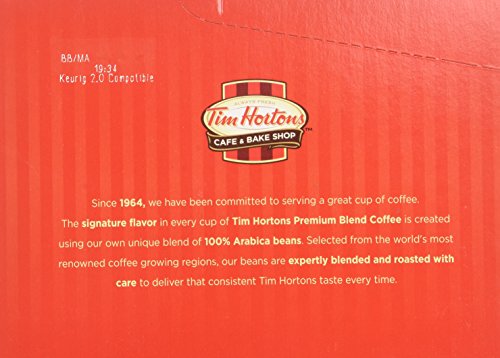 BB/MA
19:34
Keurig 2.0 Compatible
ALWAYS FRESH
Tim Hortons
CAFE & BAKE SHOP
TM
Since 1964, we have been committed to serving a great cup of coffee.
The signature flavor in every cup of Tim Hortons Premium Blend Coffee is created
using our own unique blend of 100% Arabica beans. Selected from the world's most
renowned coffee growing regions, our beans are expertly blended and roasted with
care to deliver that consistent Tim Hortons taste every time.